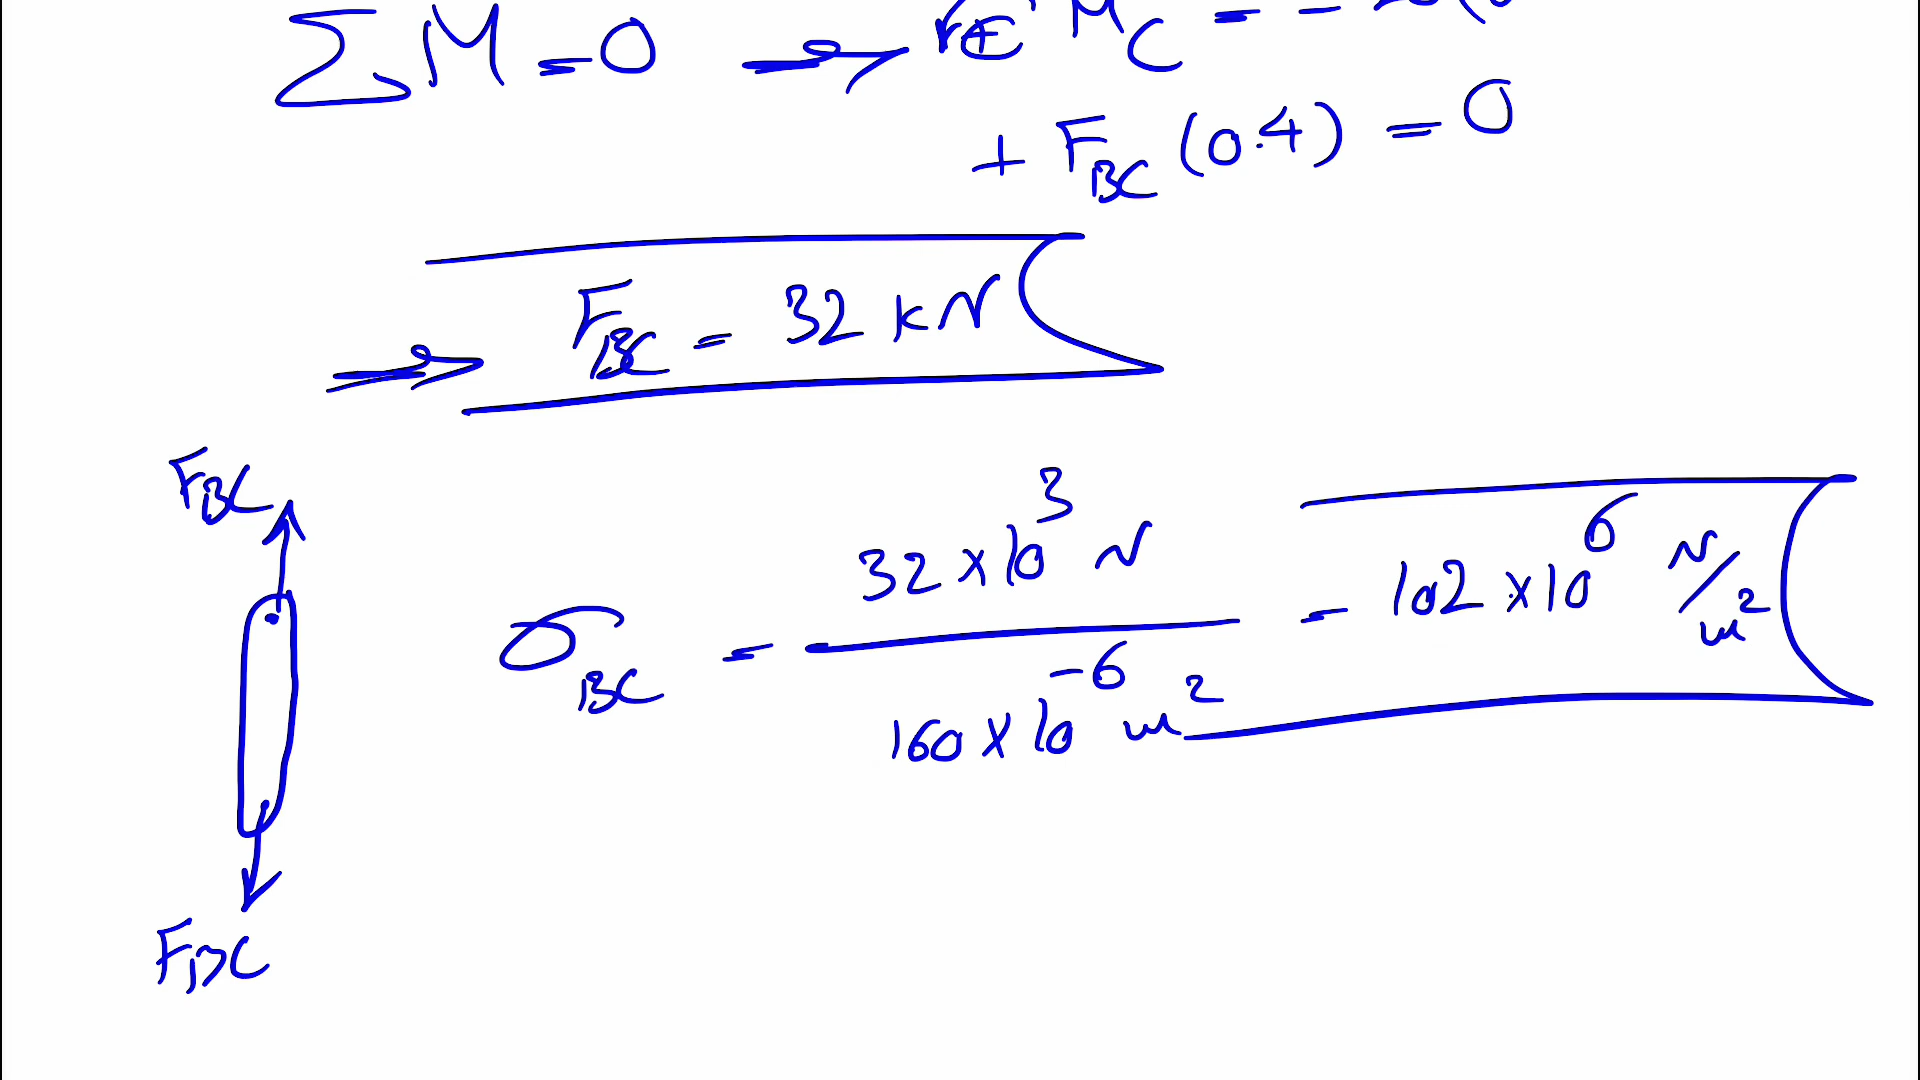 ΣM = 0 → + M_C =
+ F_BC (0.4) = 0
⇒ F_BC = 32 kN
F_BC
σ_BC = 32 × 10^3 N / 160 × 10^-6 m^2 = 102 × 10^6 N/m^2
F_BC